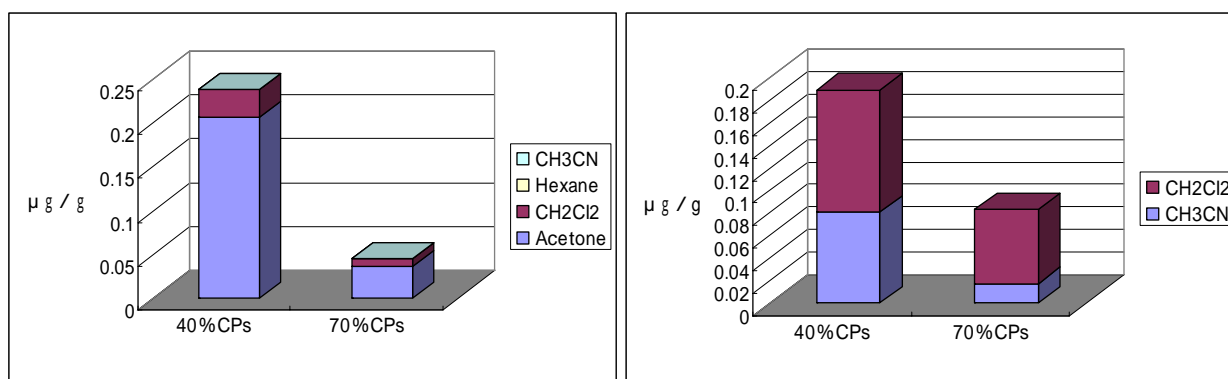 0.25
0.2
0.15
0.1
0.05
0
μg/g
40%CPs 70%CPs
CH3CN
Hexane
CH2Cl2
Acetone
0.2
0.18
0.16
0.14
0.12
0.1
0.08
0.06
0.04
0.02
0
μg/g
40%CPs 70%CPs
CH2Cl2
CH3CN